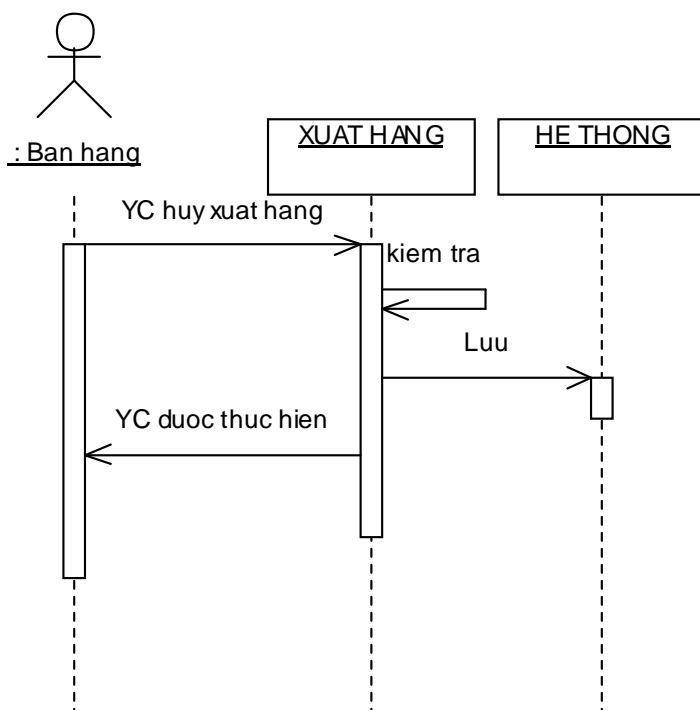 : Ban hang
XUAT HANG
HE THONG
YC huy xuat hang
kiem tra
Luu
YC duoc thuc hien